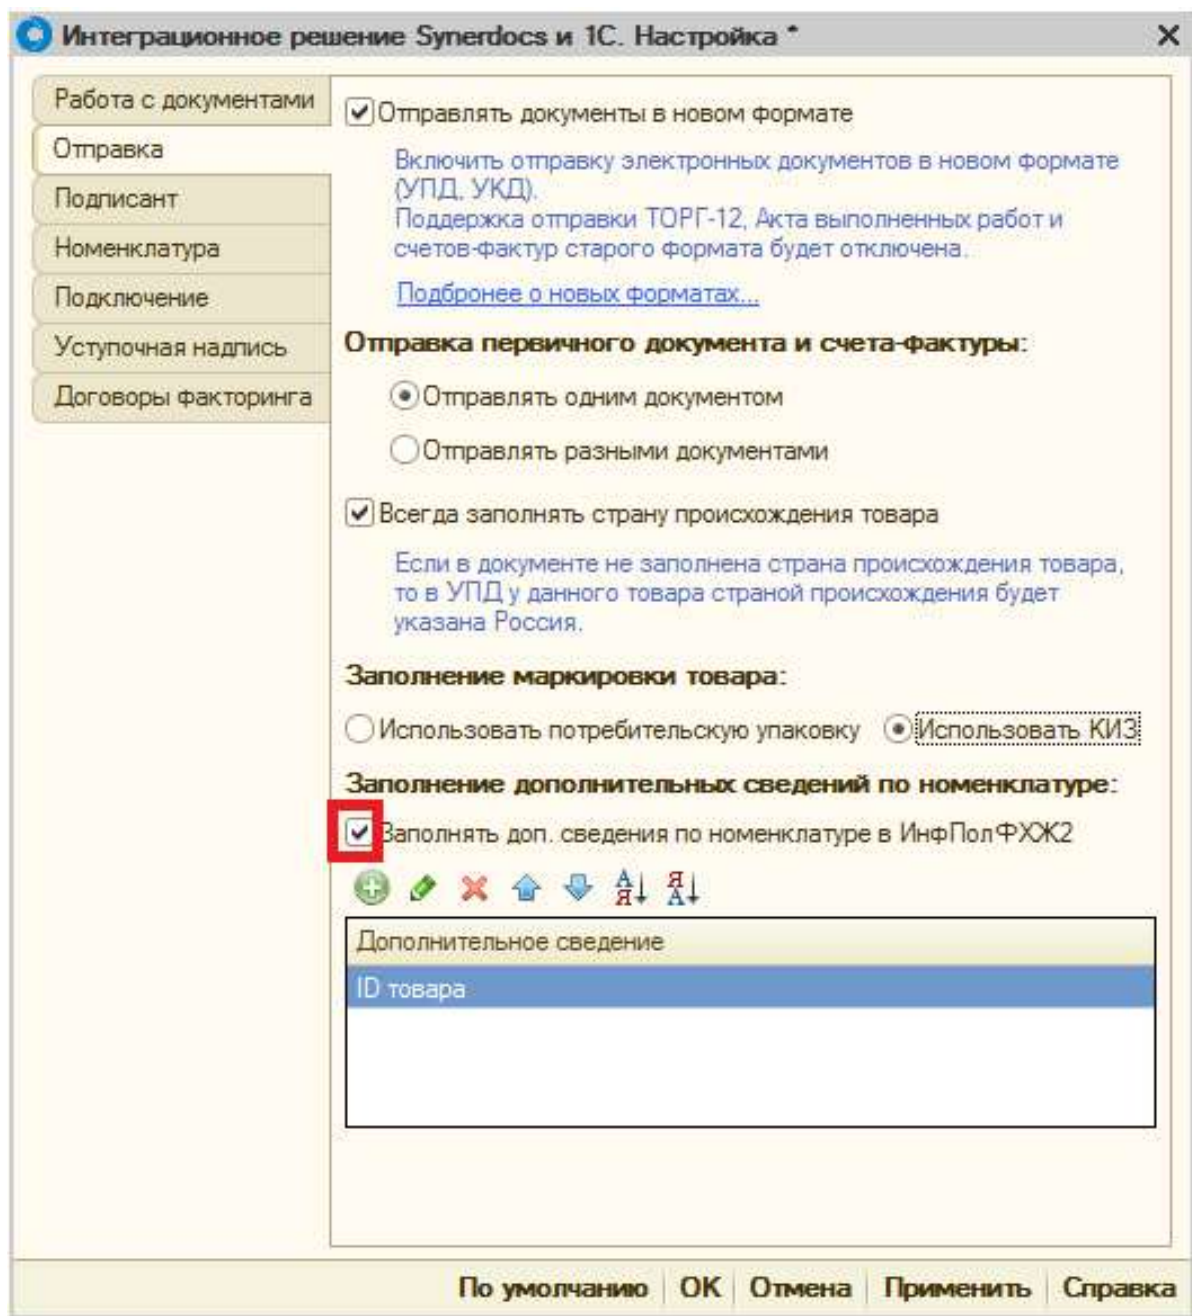 Интеграционное решение Synerdocs и 1С. Настройка *
Работа с документами
Отправка
Подписант
Номенклатура
Подключение
Уступочная надпись
Договоры факторинга
Отправлять документы в новом формате
Включить отправку электронных документов в новом формате
(УПД, УКД).
Поддержка отправки ТОРГ-12, Акта выполненных работ и
счетов-фактур старого формата будет отключена.
Подбронее о новых форматах...
Отправка первичного документа и счета-фактуры:
Отправлять одним документом
Отправлять разными документами
Всегда заполнять страну происхождения товара
Если в документе не заполнена страна происхождения товара,
то в УПД у данного товара страной происхождения будет
указана Россия.
Заполнение маркировки товара:
Использовать потребительскую упаковку Использовать КИЗ
Заполнение дополнительных сведений по номенклатуре:
Заполнять доп. сведения по номенклатуре в ИнфПолФХЖ2
Дополнительное сведение
ID товара
По умолчанию ОК Отмена Применить Справка